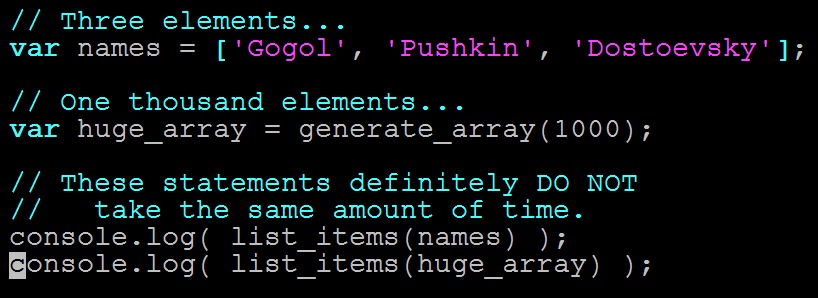 // Three elements...
var names = ['Gogol', 'Pushkin', 'Dostoevsky'];
// One thousand elements...
var huge_array = generate_array(1000);
// These statements definitely DO NOT
//   take the same amount of time.
console.log( list_items(names) );
console.log( list_items(huge_array) );